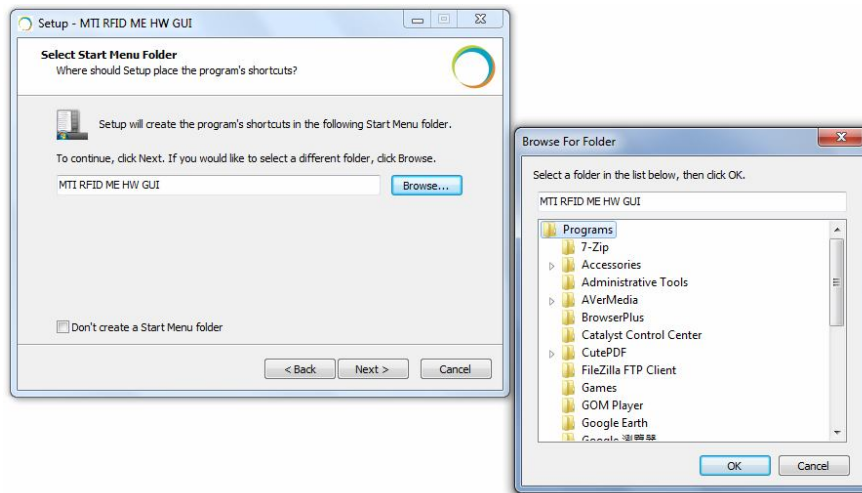 Setup - MTI RFID ME HW GUI
Select Start Menu Folder
Where should Setup place the program's shortcuts?
Setup will create the program's shortcuts in the following Start Menu folder.
To continue, click Next. If you would like to select a different folder, click Browse.
MTI RFID ME HW GUI
Browse...
Don't create a Start Menu folder
< Back
Next >
Cancel
Browse For Folder
Select a folder in the list below, then click OK.
MTI RFID ME HW GUI
Programs
7-Zip
Accessories
Administrative Tools
AVerMedia
BrowserPlus
Catalyst Control Center
CutePDF
FileZilla FTP Client
Games
GOM Player
Google Earth
Google 瀏覽器
OK
Cancel